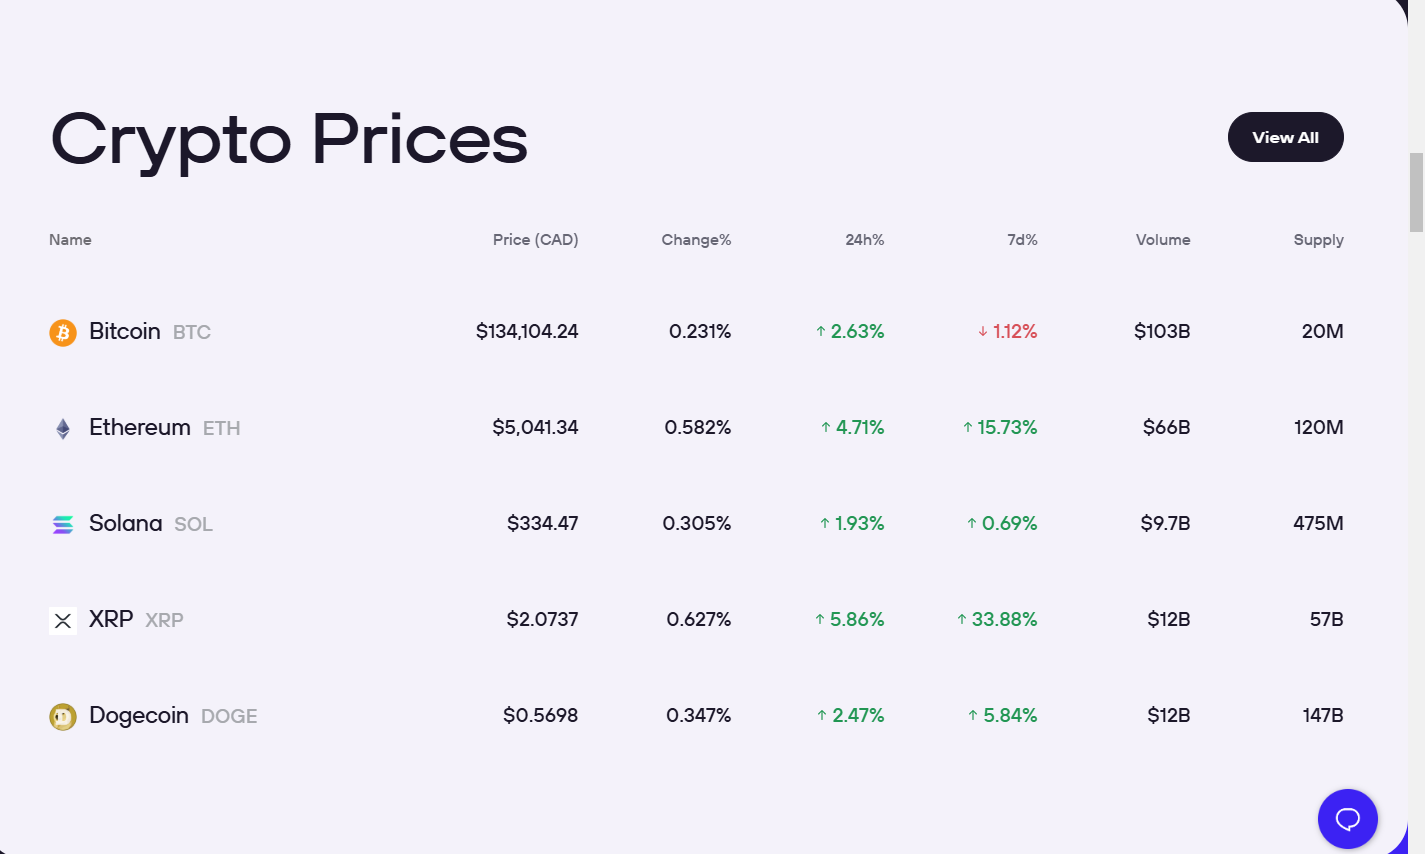 Crypto Prices
View All
Name Price (CAD) Change% 24h% 7d% Volume Supply
Bitcoin BTC $134,104.24 0.231% ↑ 2.63% ↓ 1.12% $103B 20M
Ethereum ETH $5,041.34 0.582% ↑ 4.71% ↑ 15.73% $66B 120M
Solana SOL $334.47 0.305% ↑ 1.93% ↑ 0.69% $9.7B 475M
XRP XRP $2.0737 0.627% ↑ 5.86% ↑ 33.88% $12B 57B
Dogecoin DOGE $0.5698 0.347% ↑ 2.47% ↑ 5.84% $12B 147B